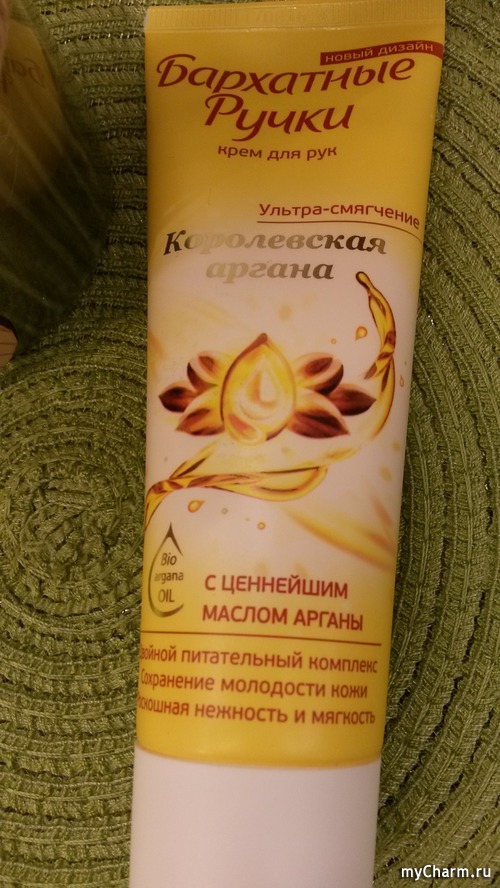 новый дизайн
Бархатные
Ручки
крем для рук
Ультра-смягчение
Королевская
аргана
Bio
argana
OIL
С ЦЕННЕЙШИМ
МАСЛОМ АРГАНЫ
войной питательный комплекс
Сохранение молодости кожи
оскошная нежность и мягкость
myCharm.ru